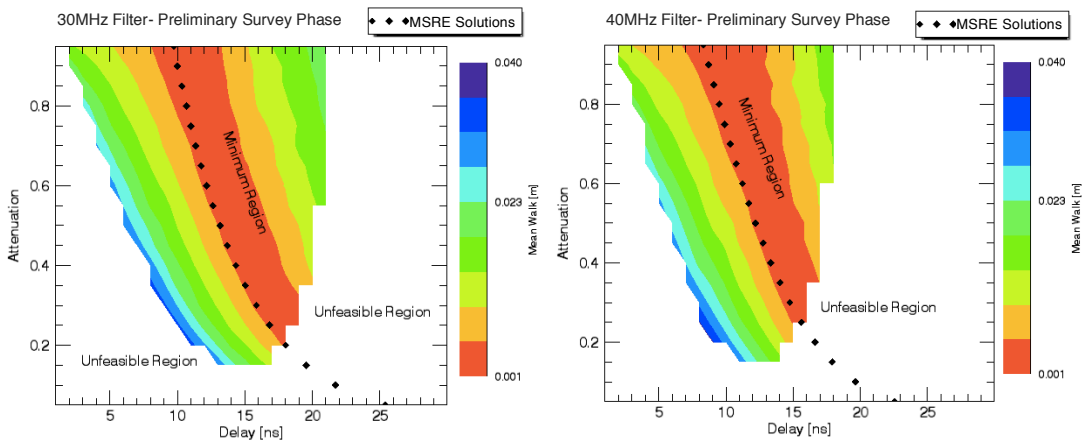 30MHz Filter- Preliminary Survey Phase
MSRE Solutions
Attenuation
0.8
0.6
0.4
0.2
Minimum Region
Unfeasible Region
Unfeasible Region
5 10 15 20 25
Delay [ns]
0.040
0.023
0.001
Mean Walk [m]
40MHz Filter- Preliminary Survey Phase
MSRE Solutions
Attenuation
0.8
0.6
0.4
0.2
Minimum Region
Unfeasible Region
5 10 15 20 25
Delay [ns]
0.040
0.023
0.001
Mean Walk [m]